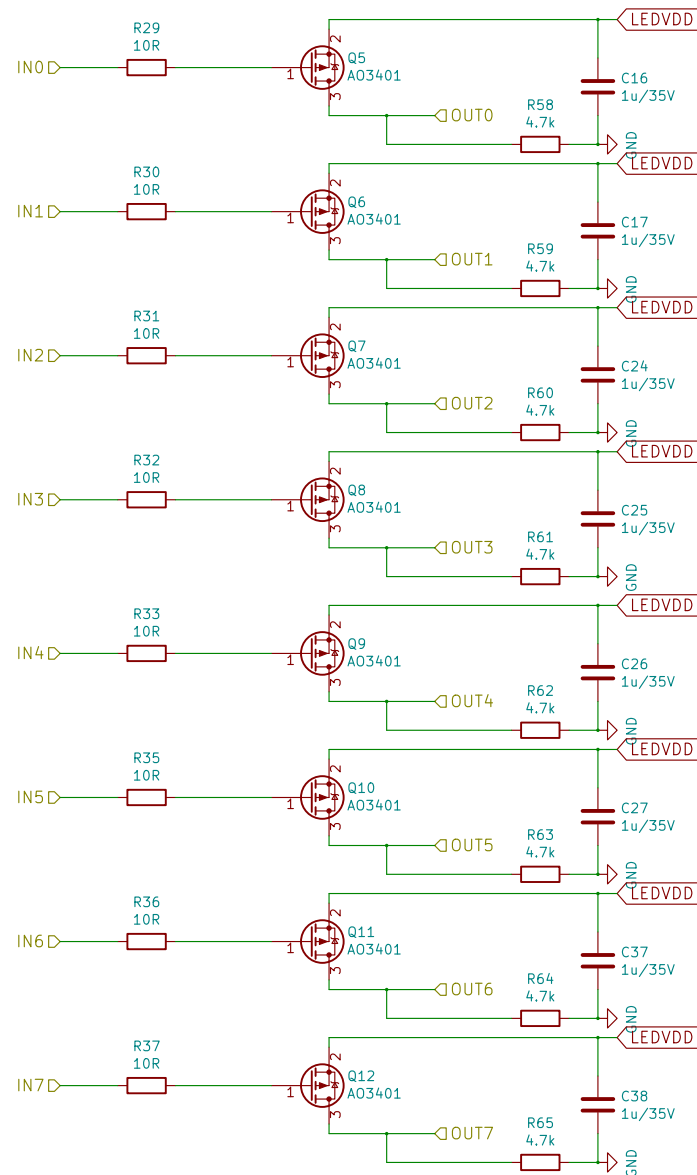 R29
10R
IN0
1
2
3
Q5
AO3401
OUT0
R58
4.7k
LEDVDD
C16
1u/35V
GND
R30
10R
IN1
1
2
3
Q6
AO3401
OUT1
R59
4.7k
LEDVDD
C17
1u/35V
GND
R31
10R
IN2
1
2
3
Q7
AO3401
OUT2
R60
4.7k
LEDVDD
C24
1u/35V
GND
R32
10R
IN3
1
2
3
Q8
AO3401
OUT3
R61
4.7k
LEDVDD
C25
1u/35V
GND
R33
10R
IN4
1
2
3
Q9
AO3401
OUT4
R62
4.7k
LEDVDD
C26
1u/35V
GND
R35
10R
IN5
1
2
3
Q10
AO3401
OUT5
R63
4.7k
LEDVDD
C27
1u/35V
GND
R36
10R
IN6
1
2
3
Q11
AO3401
OUT6
R64
4.7k
LEDVDD
C37
1u/35V
GND
R37
10R
IN7
1
2
3
Q12
AO3401
OUT7
R65
4.7k
LEDVDD
C38
1u/35V
GND